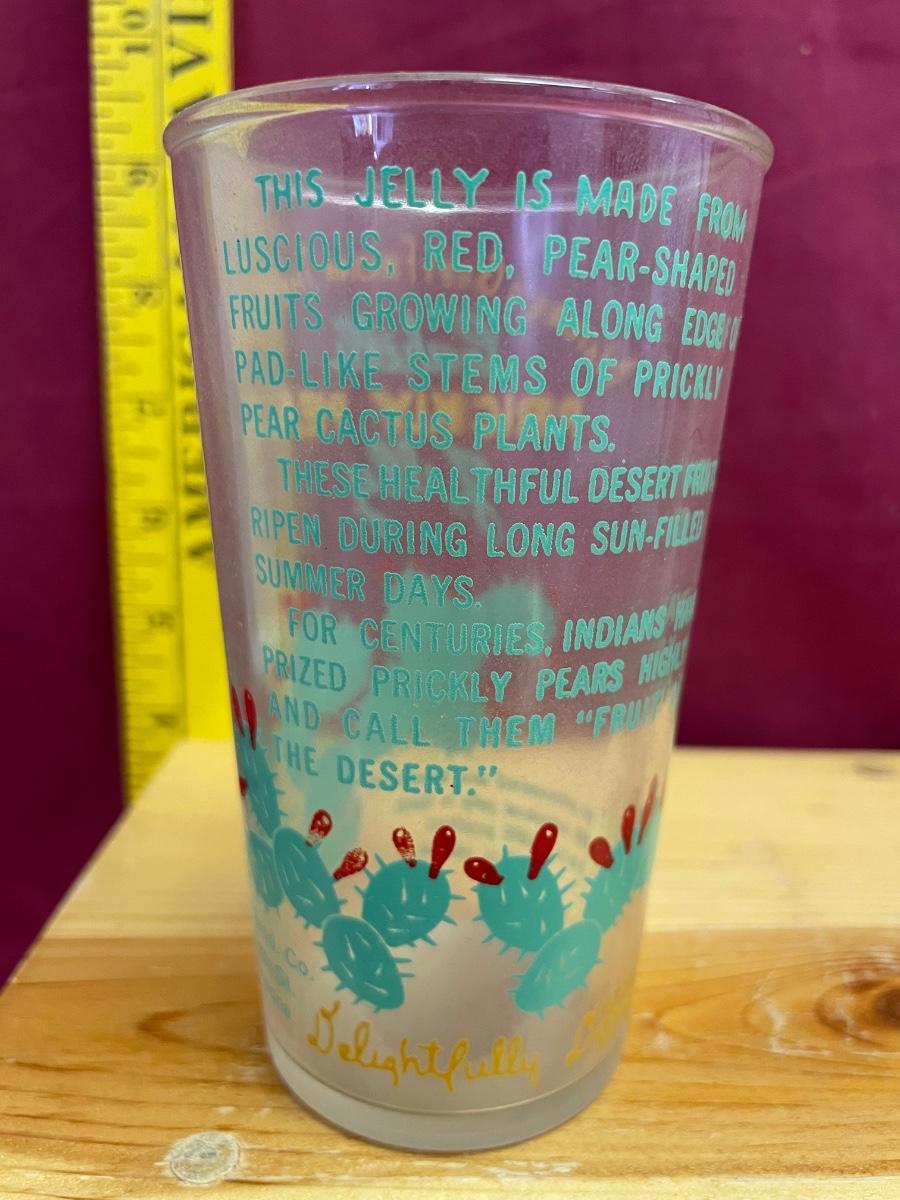 THIS JELLY IS MADE FROM
LUSCIOUS, RED, PEAR-SHAPED
FRUITS GROWING ALONG EDGE
PAD-LIKE STEMS OF PRICKLY
PEAR CACTUS PLANTS.
THESE HEALTHFUL DESERT
RIPEN DURING LONG SUN-FILLED
SUMMER DAYS.
FOR CENTURIES, INDIANS
PRIZED PRICKLY PEARS
AND CALL THEM "FRUIT
THE DESERT."
Co.
Delightfully